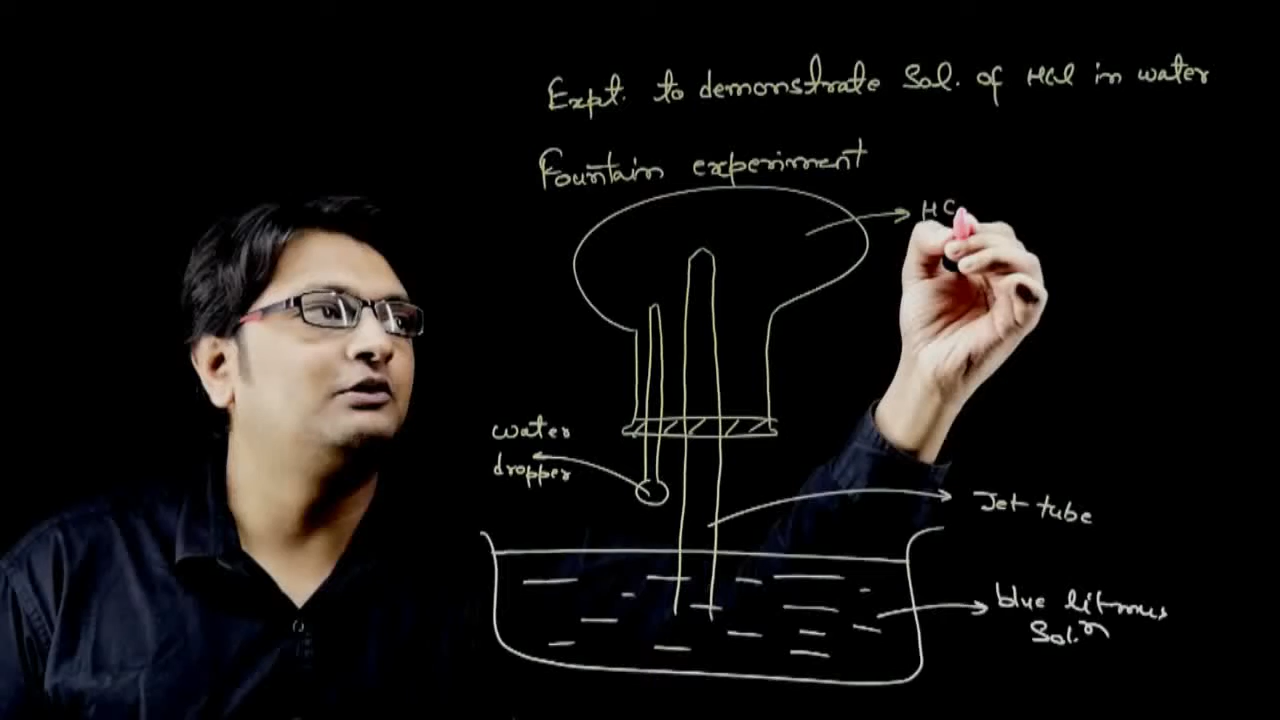 Expt. to demonstrate Sol. of HCl in water
Fountain experiment
HC
water
dropper
Jet tube
blue litmus
Sol.n